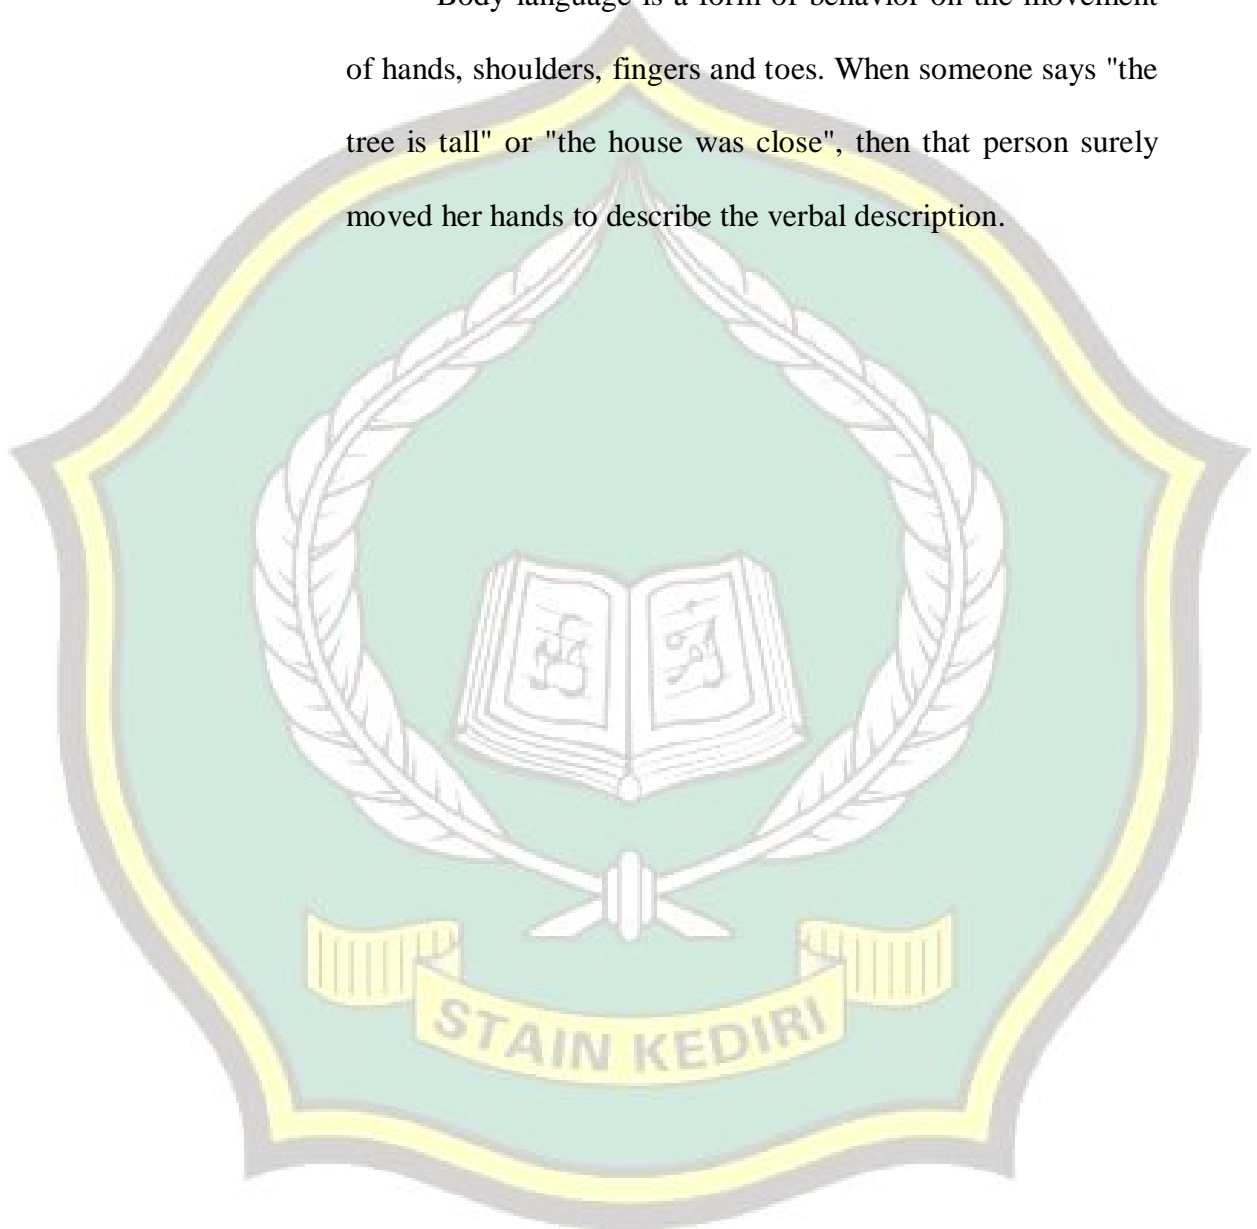 Body language is a form of behavior on the movement
of hands, shoulders, fingers and toes. When someone says "the
tree is tall" or "the house was close", then that person surely
moved her hands to describe the verbal description.
STAIN KEDIRI